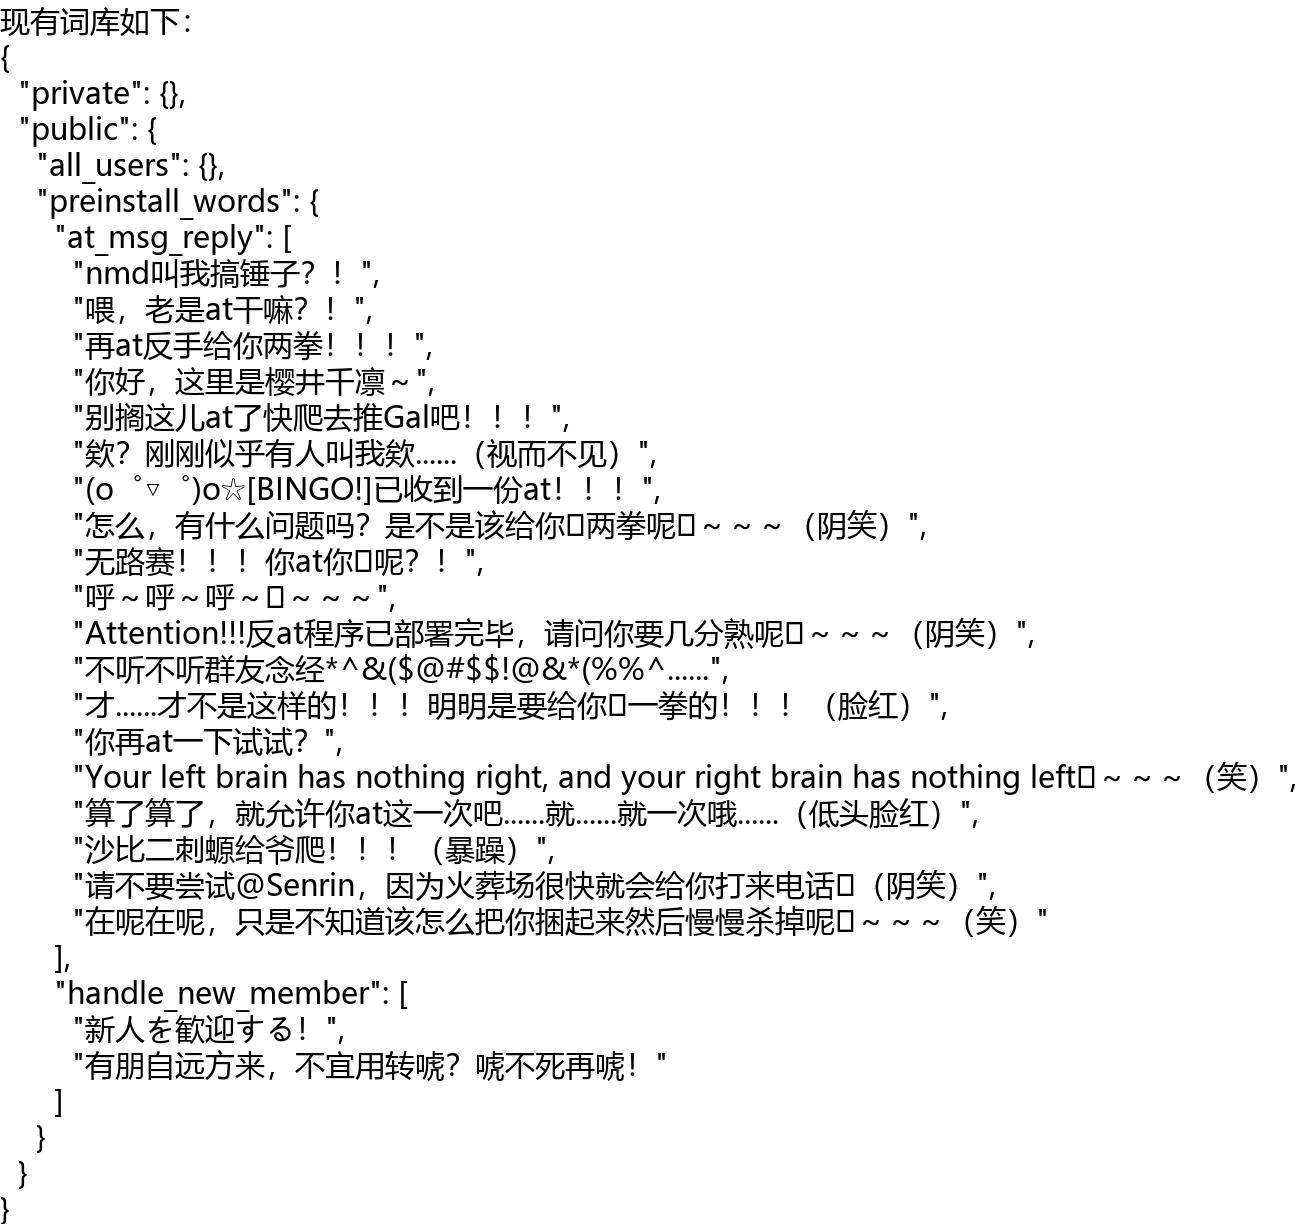 现有词库如下：
{
"private": {},
"public": {
"all_users": {},
"preinstall_words": {
"at_msg_reply": [
"nmd叫我搞锤子？！",
"喂，老是at干嘛？！",
"再at反手给你两拳！！！",
"你好，这里是樱井千凛～",
"别搁这儿at了快爬去推Gal吧！！！",
"欸？刚刚似乎有人叫我欸......（视而不见）",
"(o゜▽゜)o☆[BINGO!]已收到一份at！！！",
"怎么，有什么问题吗？是不是该给你▯两拳呢▯～～～（阴笑）",
"无路赛！！！你at你▯呢？！",
"呼～呼～呼～▯～～～",
"Attention!!!反at程序已部署完毕，请问你要几分熟呢▯～～～（阴笑）",
"不听不听群友念经*^&($@#$$!@&*(%%^......",
"才......才不是这样的！！！明明是要给你▯一拳的！！！（脸红）",
"你再at一下试试？",
"Your left brain has nothing right, and your right brain has nothing left▯～～～（笑）",
"算了算了，就允许你at这一次吧......就......就一次哦......（低头脸红）",
"沙比二刺螈给爷爬！！！（暴躁）",
"请不要尝试@Senrin，因为火葬场很快就会给你打来电话▯（阴笑）",
"在呢在呢，只是不知道该怎么把你捆起来然后慢慢杀掉呢▯～～～（笑）"
],
"handle_new_member": [
"新人を歓迎する！",
"有朋自远方来，不宜用转唬？唬不死再唬！"
]
}
}
}